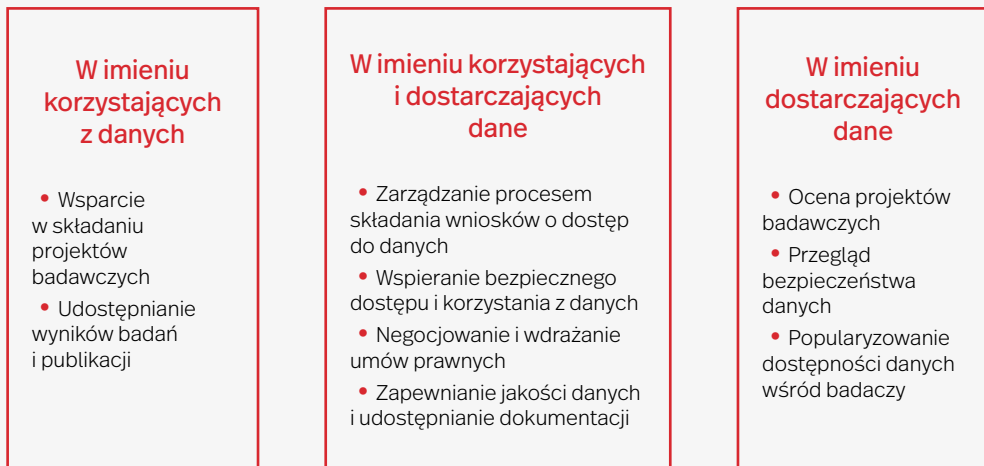 W imieniu
korzystających
z danych
• Wsparcie
w składaniu
projektów
badawczych
• Udostępnianie
wyników badań
i publikacji
W imieniu korzystających
i dostarczających
dane
• Zarządzanie procesem
składania wniosków o dostęp
do danych
• Wspieranie bezpiecznego
dostępu i korzystania z danych
• Negocjowanie i wdrażanie
umów prawnych
• Zapewnianie jakości danych
i udostępnianie dokumentacji
W imieniu
dostarczających
dane
• Ocena projektów
badawczych
• Przegląd
bezpieczeństwa
danych
• Popularyzowanie
dostępności danych
wśród badaczy